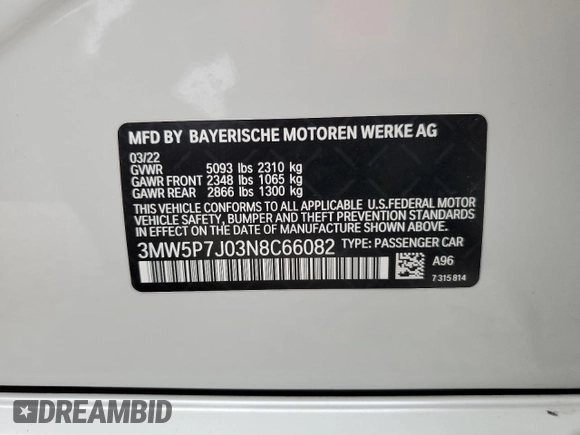 MFD BY BAYERISCHE MOTOREN WERKE AG
03/22
GVWR 5093 lbs 2310 kg
GAWR FRONT 2348 lbs 1065 kg
GAWR REAR 2866 lbs 1300 kg
THIS VEHICLE CONFORMS TO ALL APPLICABLE U.S.FEDERAL MOTOR
VEHICLE SAFETY, BUMPER, AND THEFT PREVENTION STANDARDS IN
EFFECT ON THE DATE OF MANUFACTURE SHOWN ABOVE.
3MW5P7J03N8C66082 TYPE: PASSENGER CAR
A96
7 315 814
DREAMBID